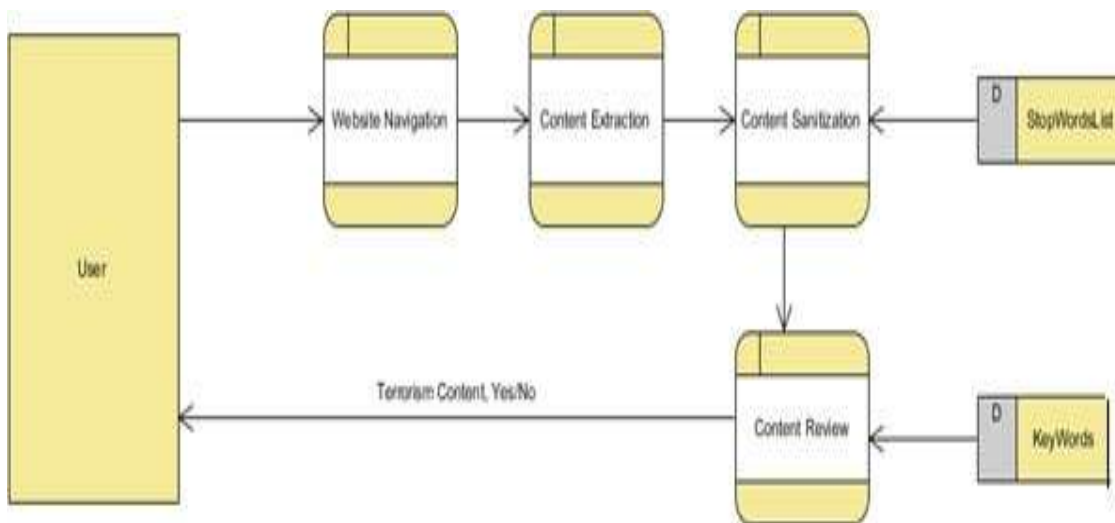 Website Navigation
Content Extraction
Content Sanitization
D
StopWordsList
User
Terrorism Content, Yes/No
Content Review
D
KeyWords